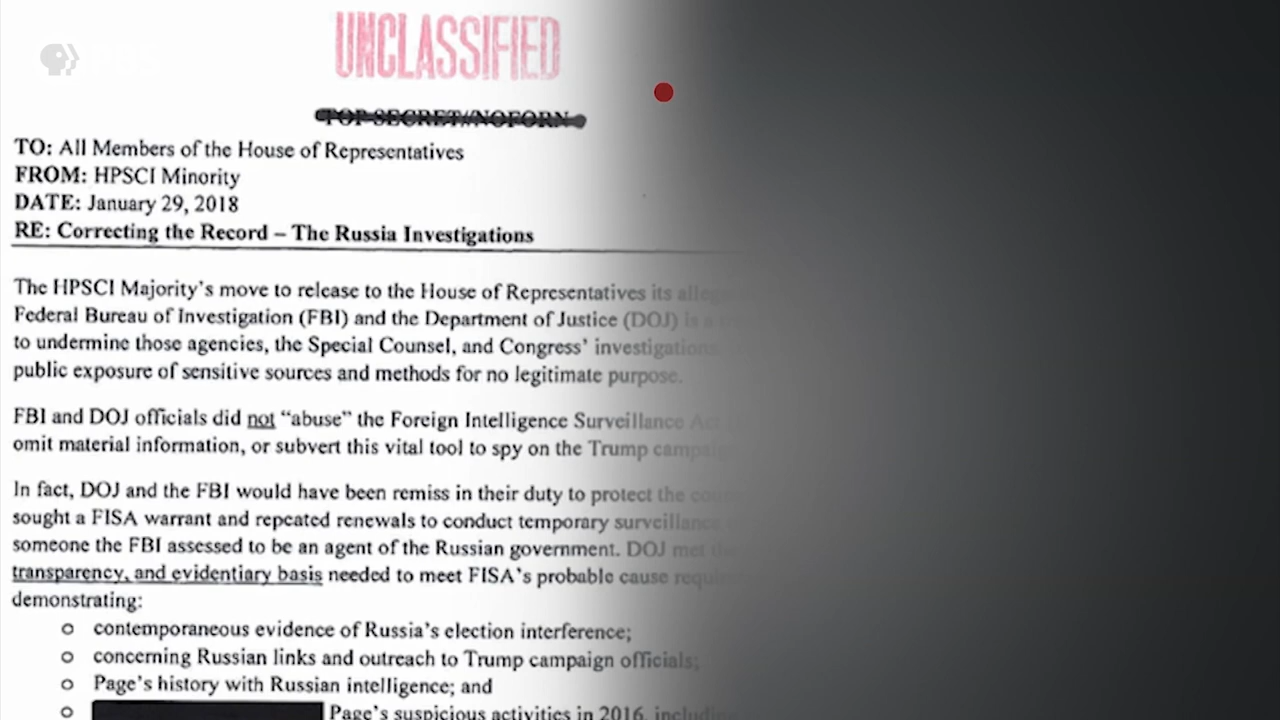 UNCLASSIFIED
PBS
TOP SECRET//NOFORN
TO: All Members of the House of Representatives
FROM: HPSCI Minority
DATE: January 29, 2018
RE: Correcting the Record – The Russia Investigations
The HPSCI Majority's move to release to the House of Representatives its
Federal Bureau of Investigation (FBI) and the Department of Justice (DOJ) is a
to undermine those agencies, the Special Counsel, and Congress' investigations.
public exposure of sensitive sources and methods for no legitimate purpose.
FBI and DOJ officials did not "abuse" the Foreign Intelligence Surveillance Act
omit material information, or subvert this vital tool to spy on the Trump
In fact, DOJ and the FBI would have been remiss in their duty to protect the
sought a FISA warrant and repeated renewals to conduct temporary surveillance
someone the FBI assessed to be an agent of the Russian government. DOJ met
transparency, and evidentiary basis needed to meet FISA's probable cause
demonstrating:
o contemporaneous evidence of Russia's election interference;
o concerning Russian links and outreach to Trump campaign officials;
o Page's history with Russian intelligence; and
o Page's suspicious activities in 2016, including